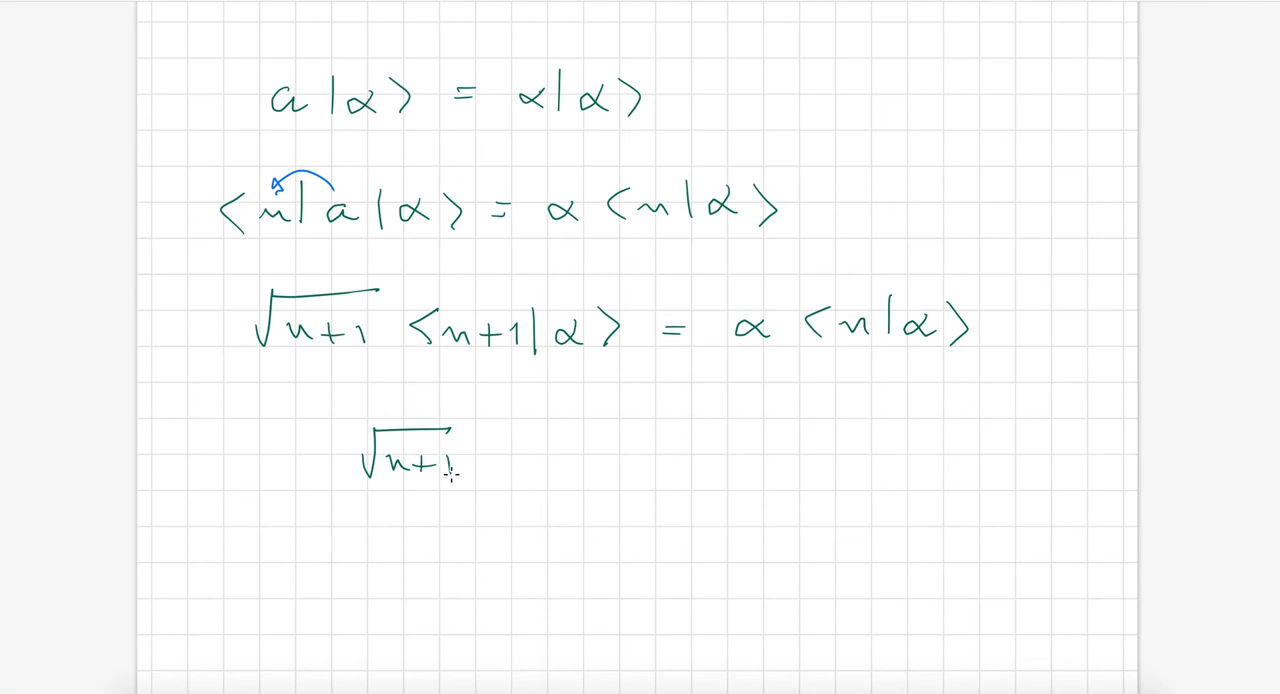 a |α⟩ = α|α⟩
<n| a |α⟩ = α <n|α⟩
√n+1 <n+1|α⟩ = α <n|α⟩
√n+1